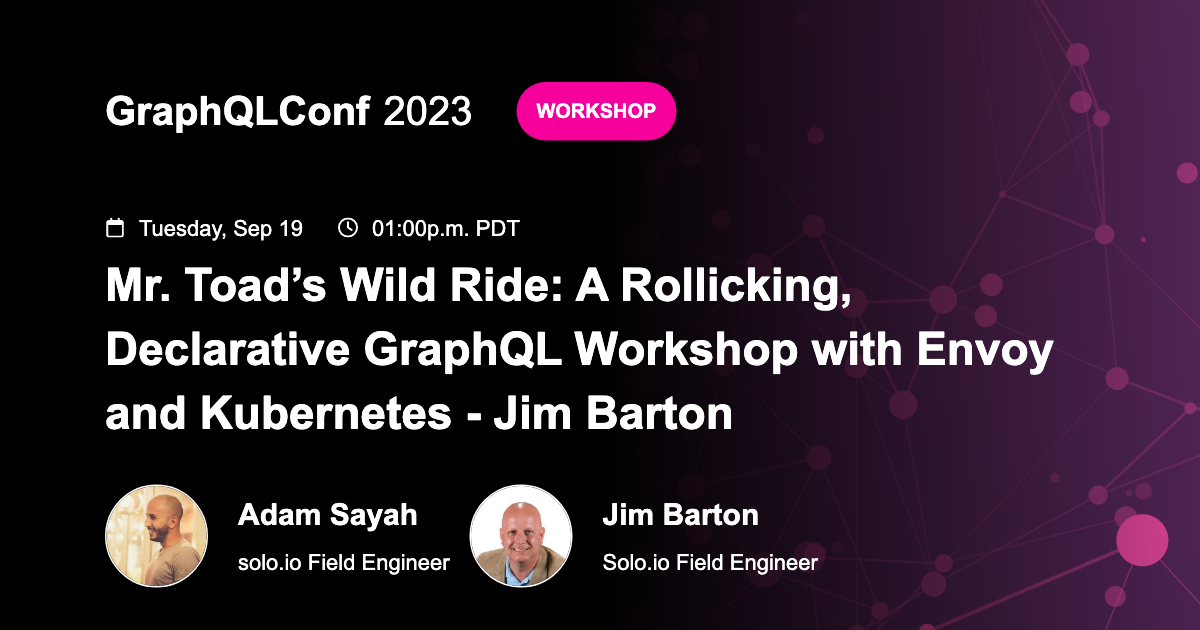 GraphQLConf 2023
WORKSHOP
Tuesday, Sep 19
01:00p.m. PDT
Mr. Toad’s Wild Ride: A Rollicking,
Declarative GraphQL Workshop with Envoy
and Kubernetes - Jim Barton
Adam Sayah
solo.io Field Engineer
Jim Barton
Solo.io Field Engineer